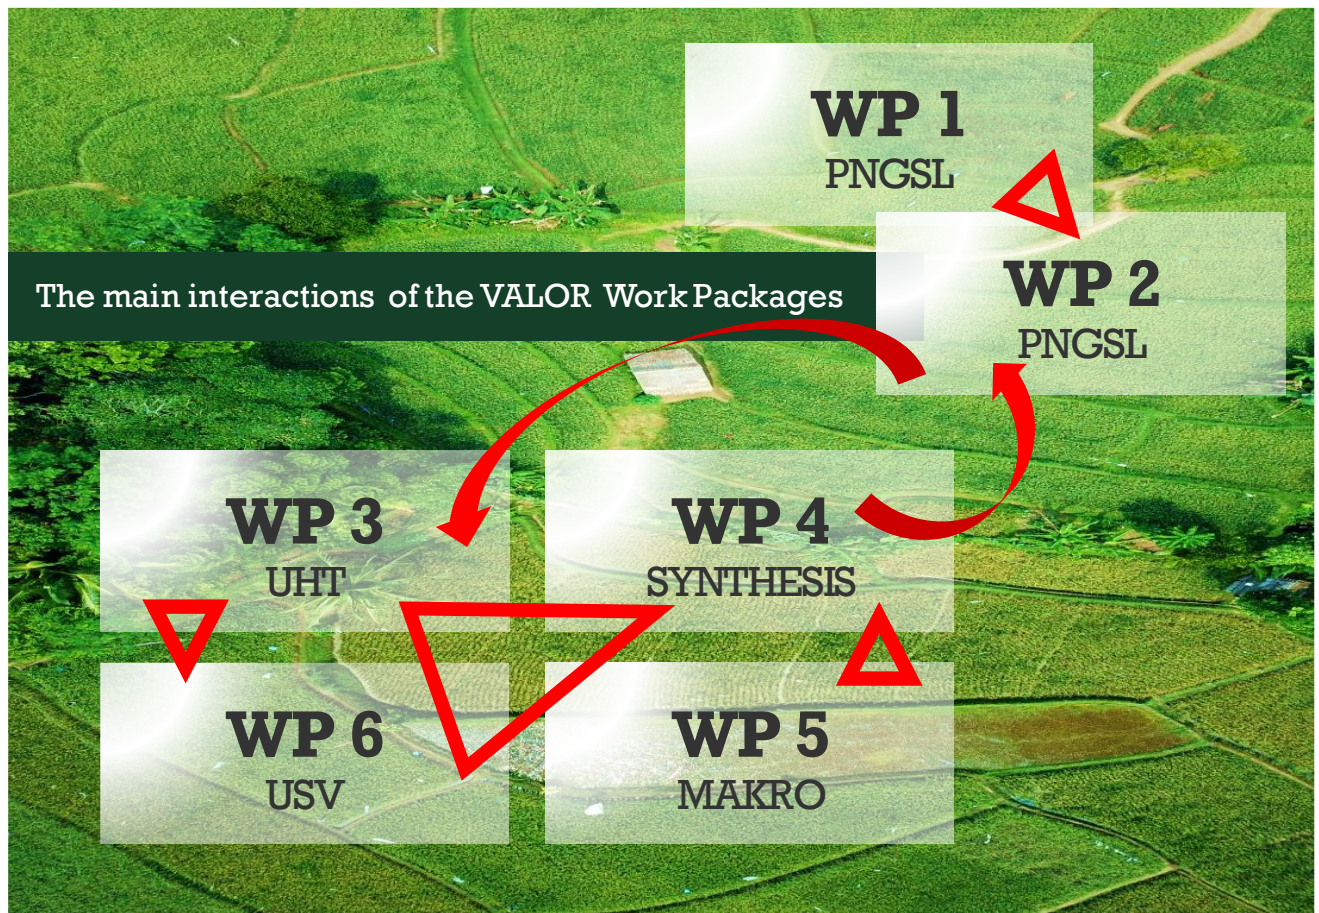 WP 1
PNGSL
The main interactions of the VALOR Work Packages
WP 2
PNGSL
WP 3
UHT
WP 4
SYNTHESIS
WP 6
USV
WP 5
MAKRO